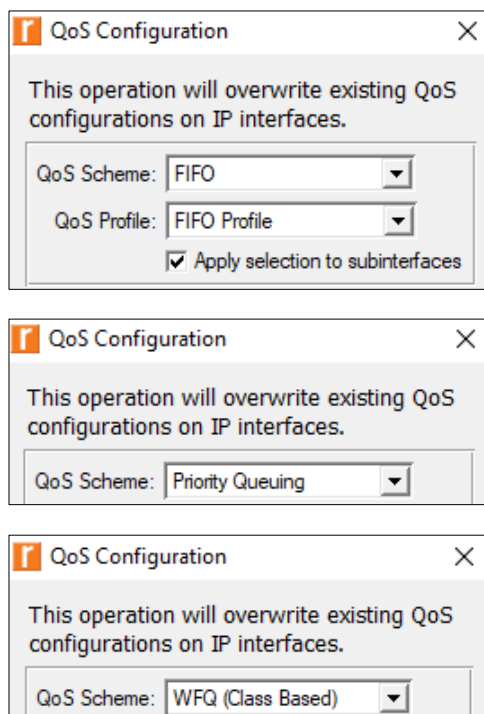 QoS Configuration
This operation will overwrite existing QoS
configurations on IP interfaces.
QoS Scheme: FIFO
QoS Profile: FIFO Profile
Apply selection to subinterfaces
QoS Configuration
This operation will overwrite existing QoS
configurations on IP interfaces.
QoS Scheme: Priority Queuing
QoS Configuration
This operation will overwrite existing QoS
configurations on IP interfaces.
QoS Scheme: WFQ (Class Based)